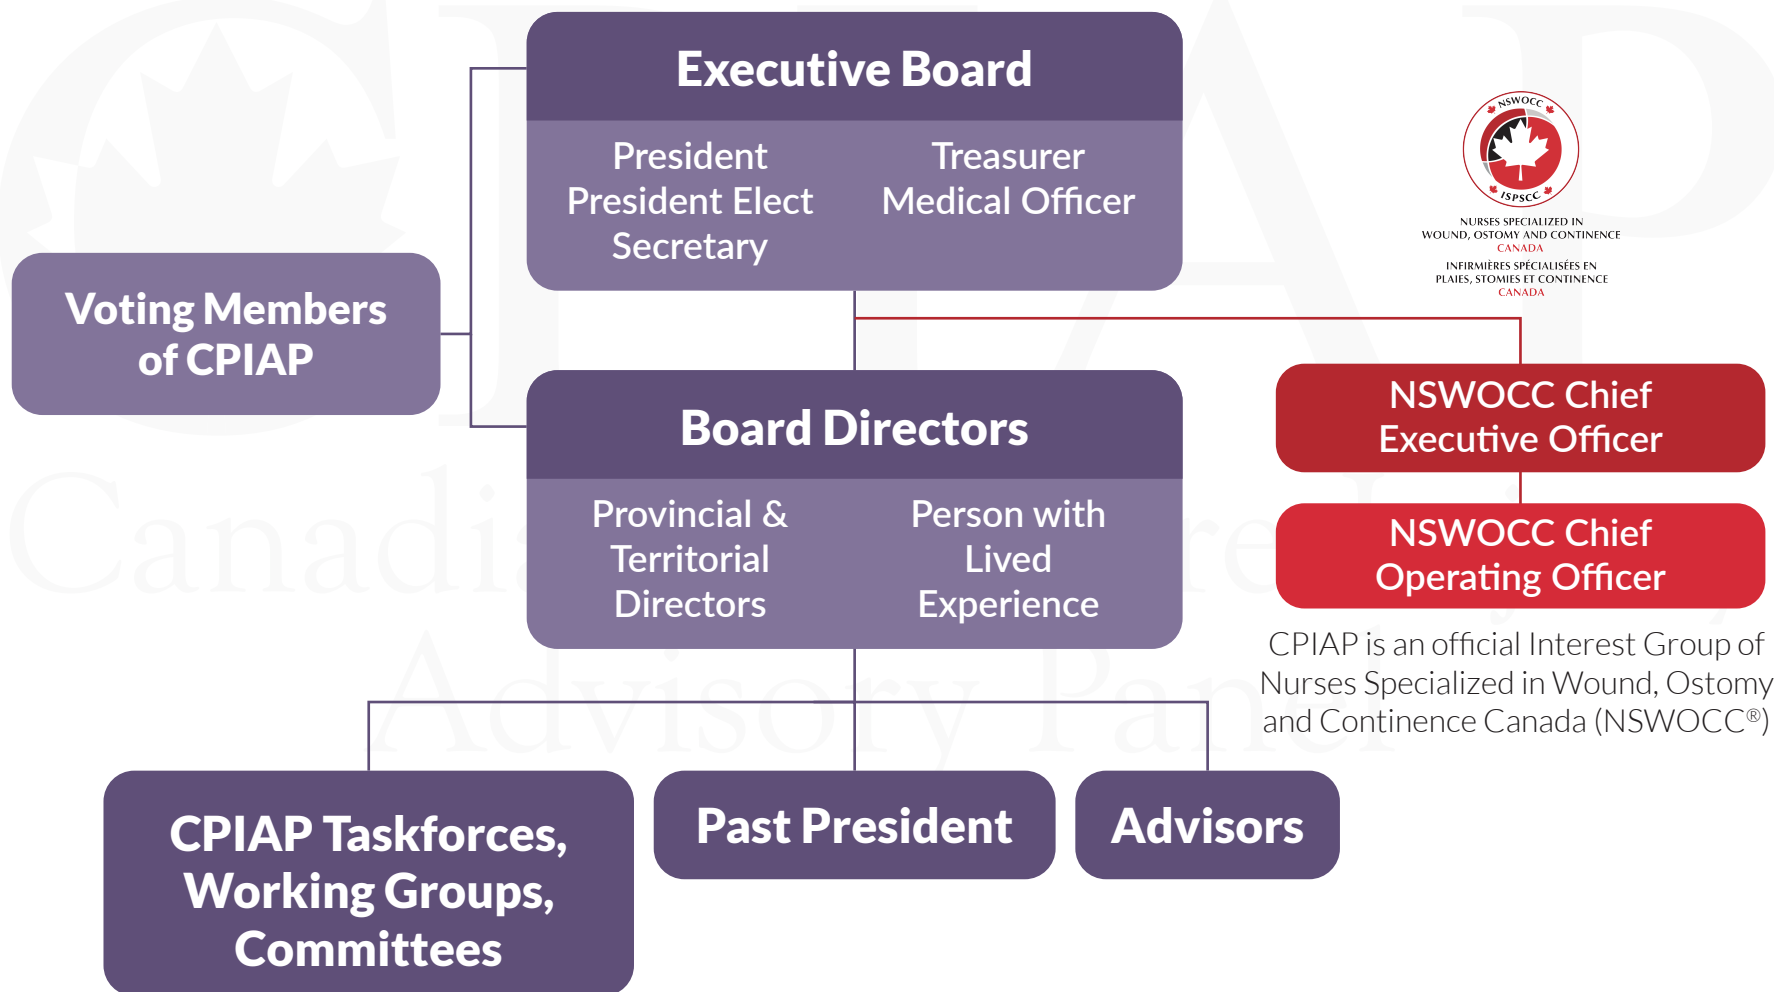 Executive Board
President
President Elect
Secretary
Treasurer
Medical Officer
NSWOCC
ISPSCC
NURSES SPECIALIZED IN
WOUND, OSTOMY AND CONTINENCE
CANADA
INFIRMIÈRES SPÉCIALISÉES EN
PLAIES, STOMIES ET CONTINENCE
CANADA
Voting Members
of CPIAP
Board Directors
Provincial &
Territorial
Directors
Person with
Lived
Experience
NSWOCC Chief
Executive Officer
NSWOCC Chief
Operating Officer
CPIAP is an official Interest Group of
Nurses Specialized in Wound, Ostomy
and Continence Canada (NSWOCC®)
CPIAP Taskforces,
Working Groups,
Committees
Past President
Advisors
Advisory Panel